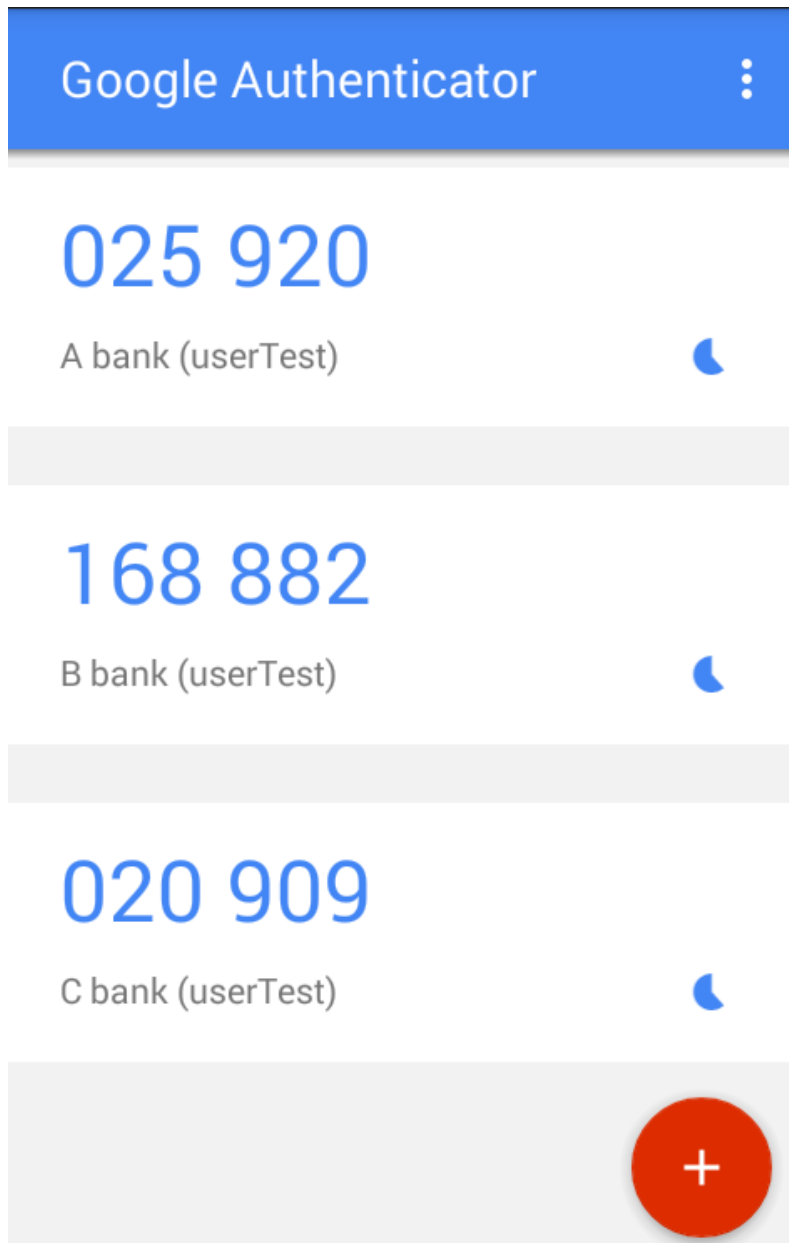 Google Authenticator
025 920
A bank (userTest)
168 882
B bank (userTest)
020 909
C bank (userTest)
+